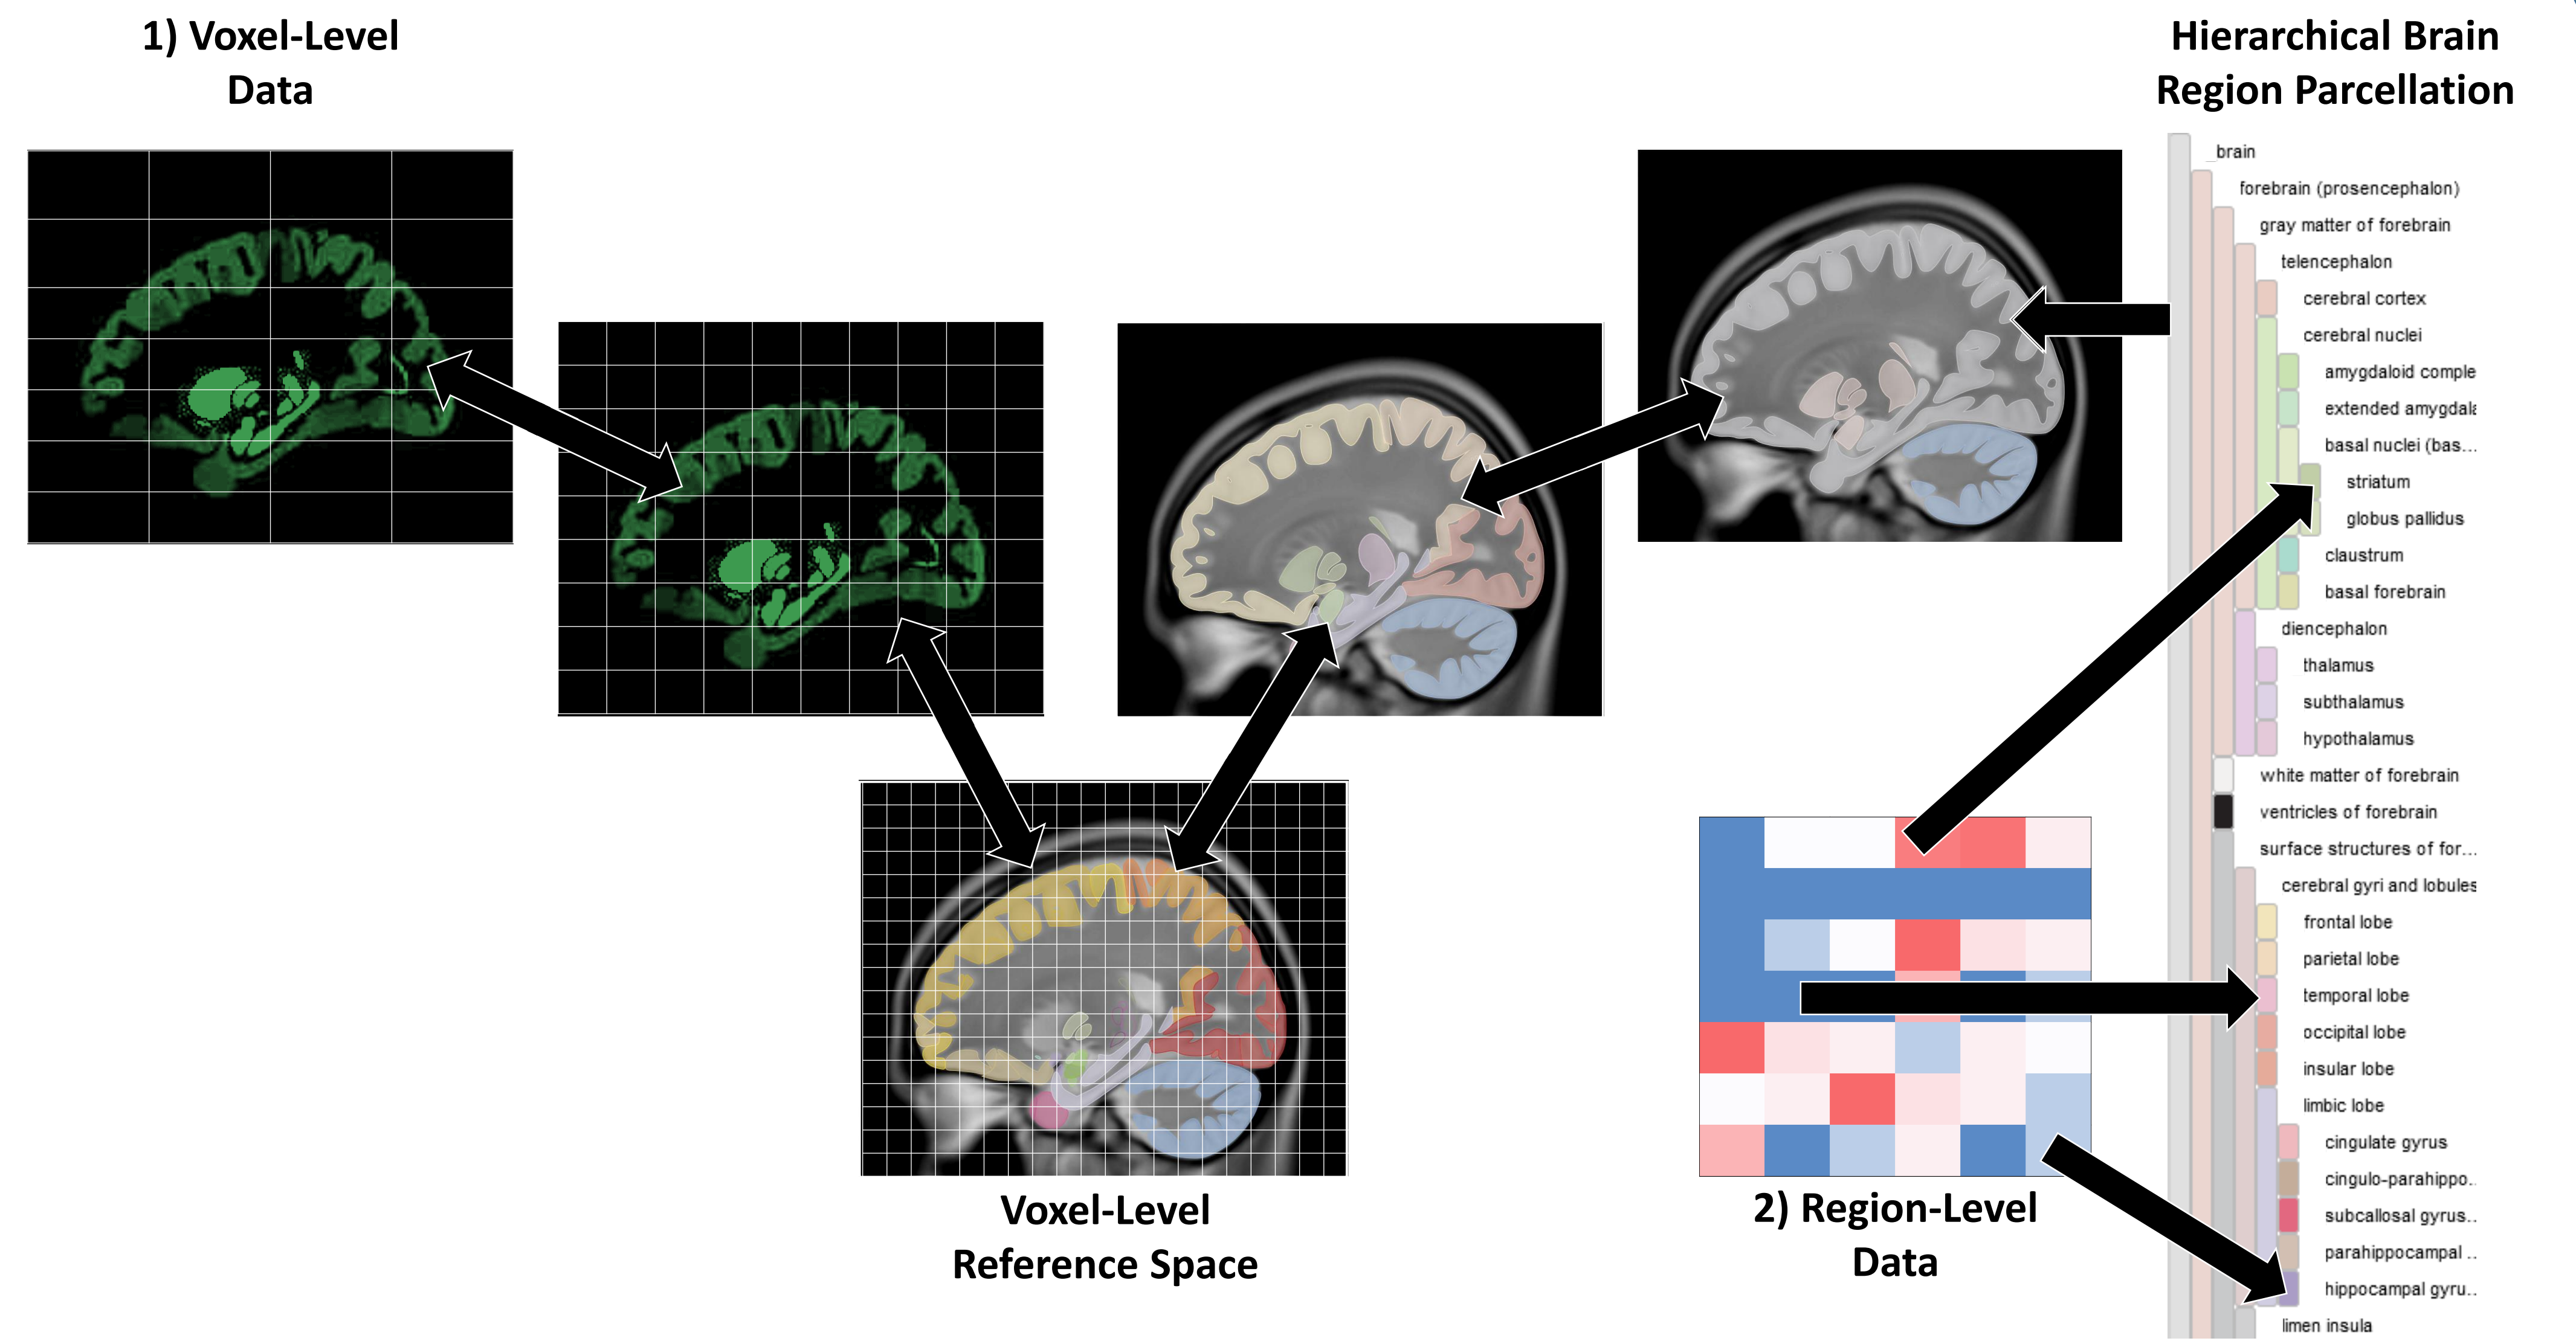 1) Voxel-Level
Data
Hierarchical Brain
Region Parcellation
_brain
forebrain (prosencephalon)
gray matter of forebrain
telencephalon
cerebral cortex
cerebral nuclei
amygdaloid comple
extended amygdala
basal nuclei (bas...
striatum
globus pallidus
claustrum
basal forebrain
diencephalon
thalamus
subthalamus
hypothalamus
white matter of forebrain
ventricles of forebrain
surface structures of for...
cerebral gyri and lobules
frontal lobe
parietal lobe
temporal lobe
occipital lobe
insular lobe
limbic lobe
cingulate gyrus
cingulo-parahippo..
subcallosal gyrus..
parahippocampal ..
hippocampal gyru..
limen insula
Voxel-Level
Reference Space
2) Region-Level
Data